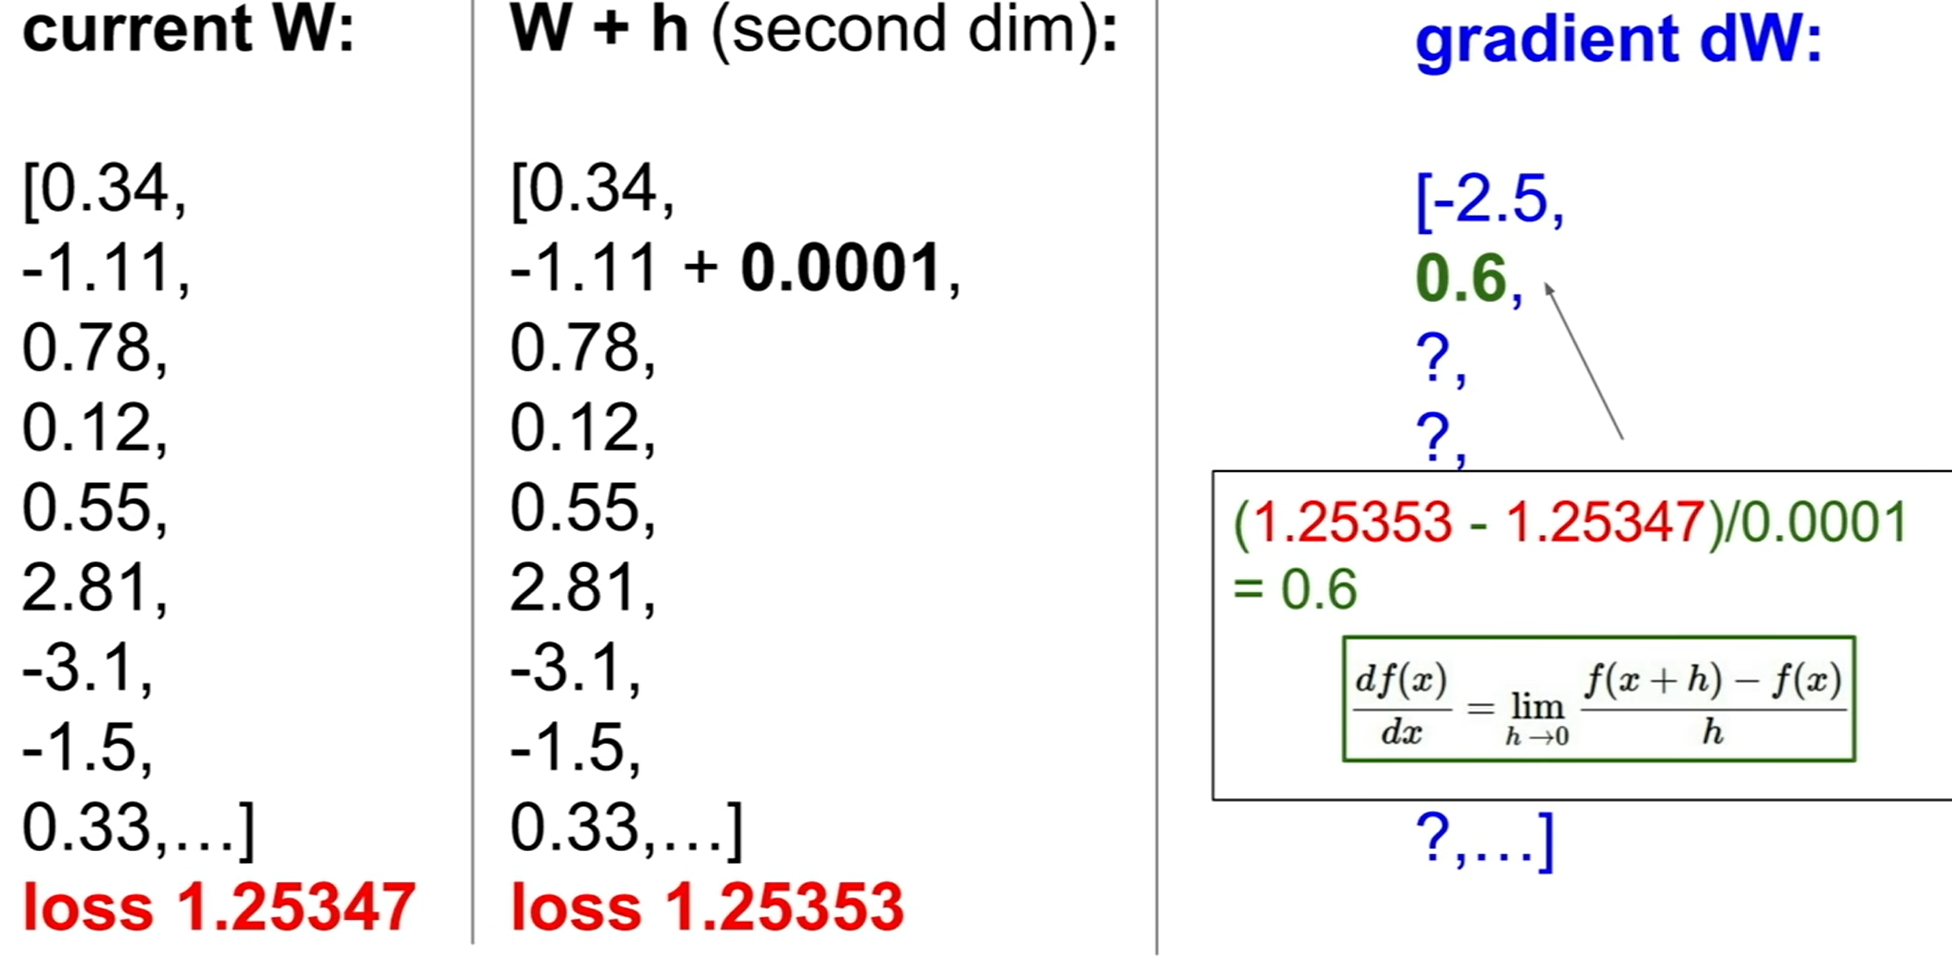 current W:
[0.34,
-1.11,
0.78,
0.12,
0.55,
2.81,
-3.1,
-1.5,
0.33,...]
loss 1.25347
W + h (second dim):
[0.34,
-1.11 + 0.0001,
0.78,
0.12,
0.55,
2.81,
-3.1,
-1.5,
0.33,...]
loss 1.25353
gradient dW:
[-2.5,
0.6,
?,
?,
(1.25353 - 1.25347)/0.0001
= 0.6
df(x)/dx = lim h→0 f(x + h) − f(x)/h
?,...]